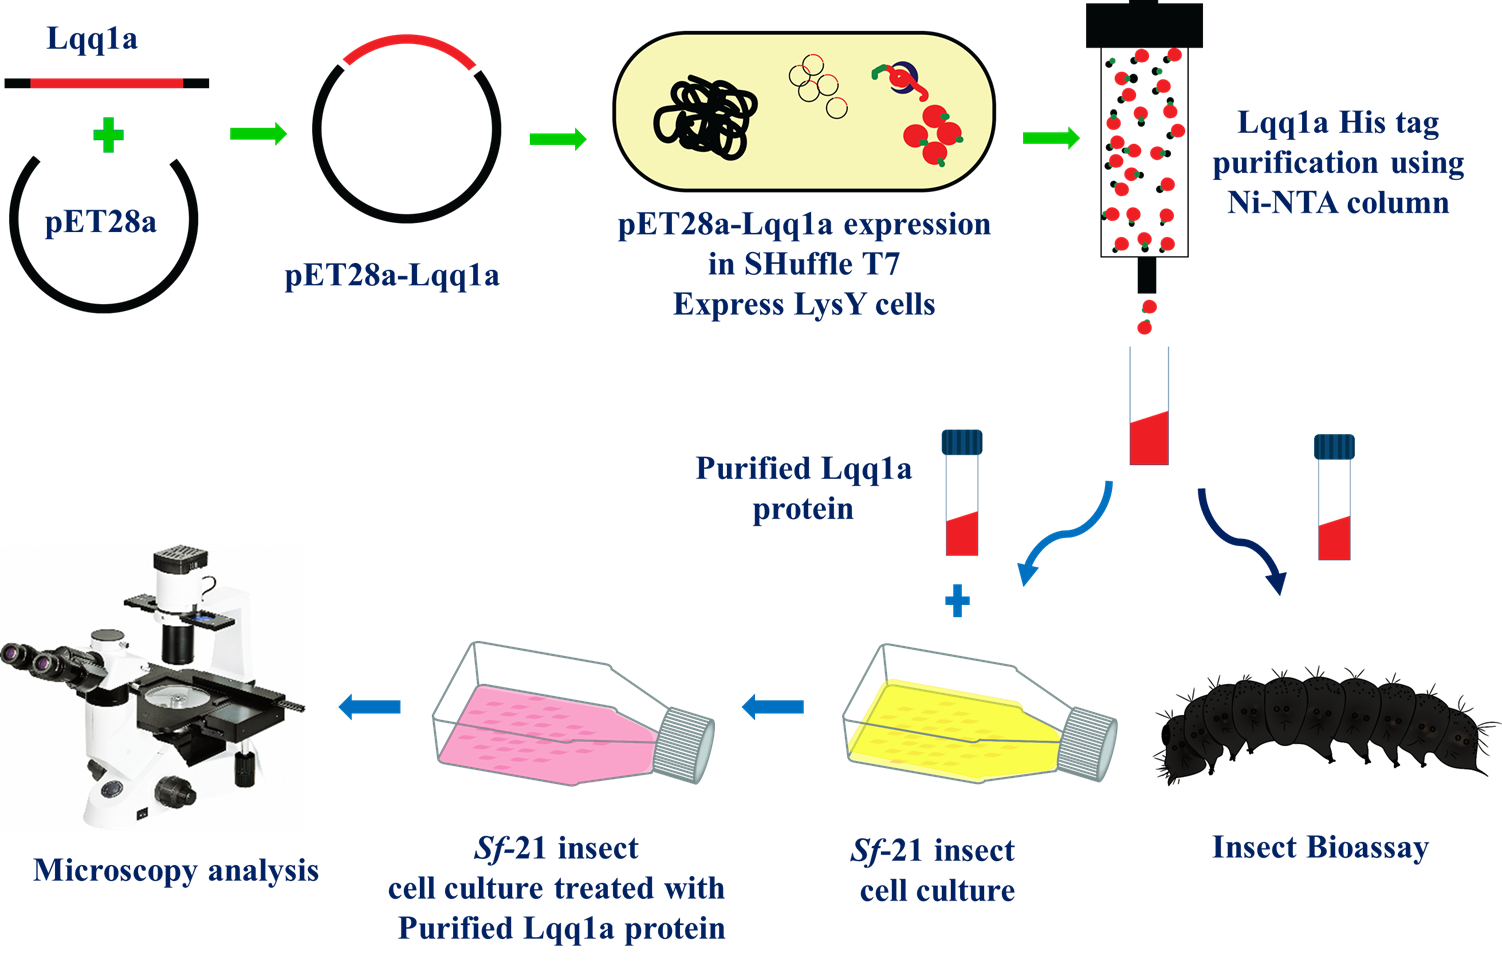 Lqq1a
pET28a
pET28a-Lqq1a
pET28a-Lqq1a expression
in SHuffle T7
Express LysY cells
Lqq1a His tag
purification using
Ni-NTA column
Purified Lqq1a
protein
Microscopy analysis
Sf-21 insect
cell culture treated with
Purified Lqq1a protein
Sf-21 insect
cell culture
Insect Bioassay